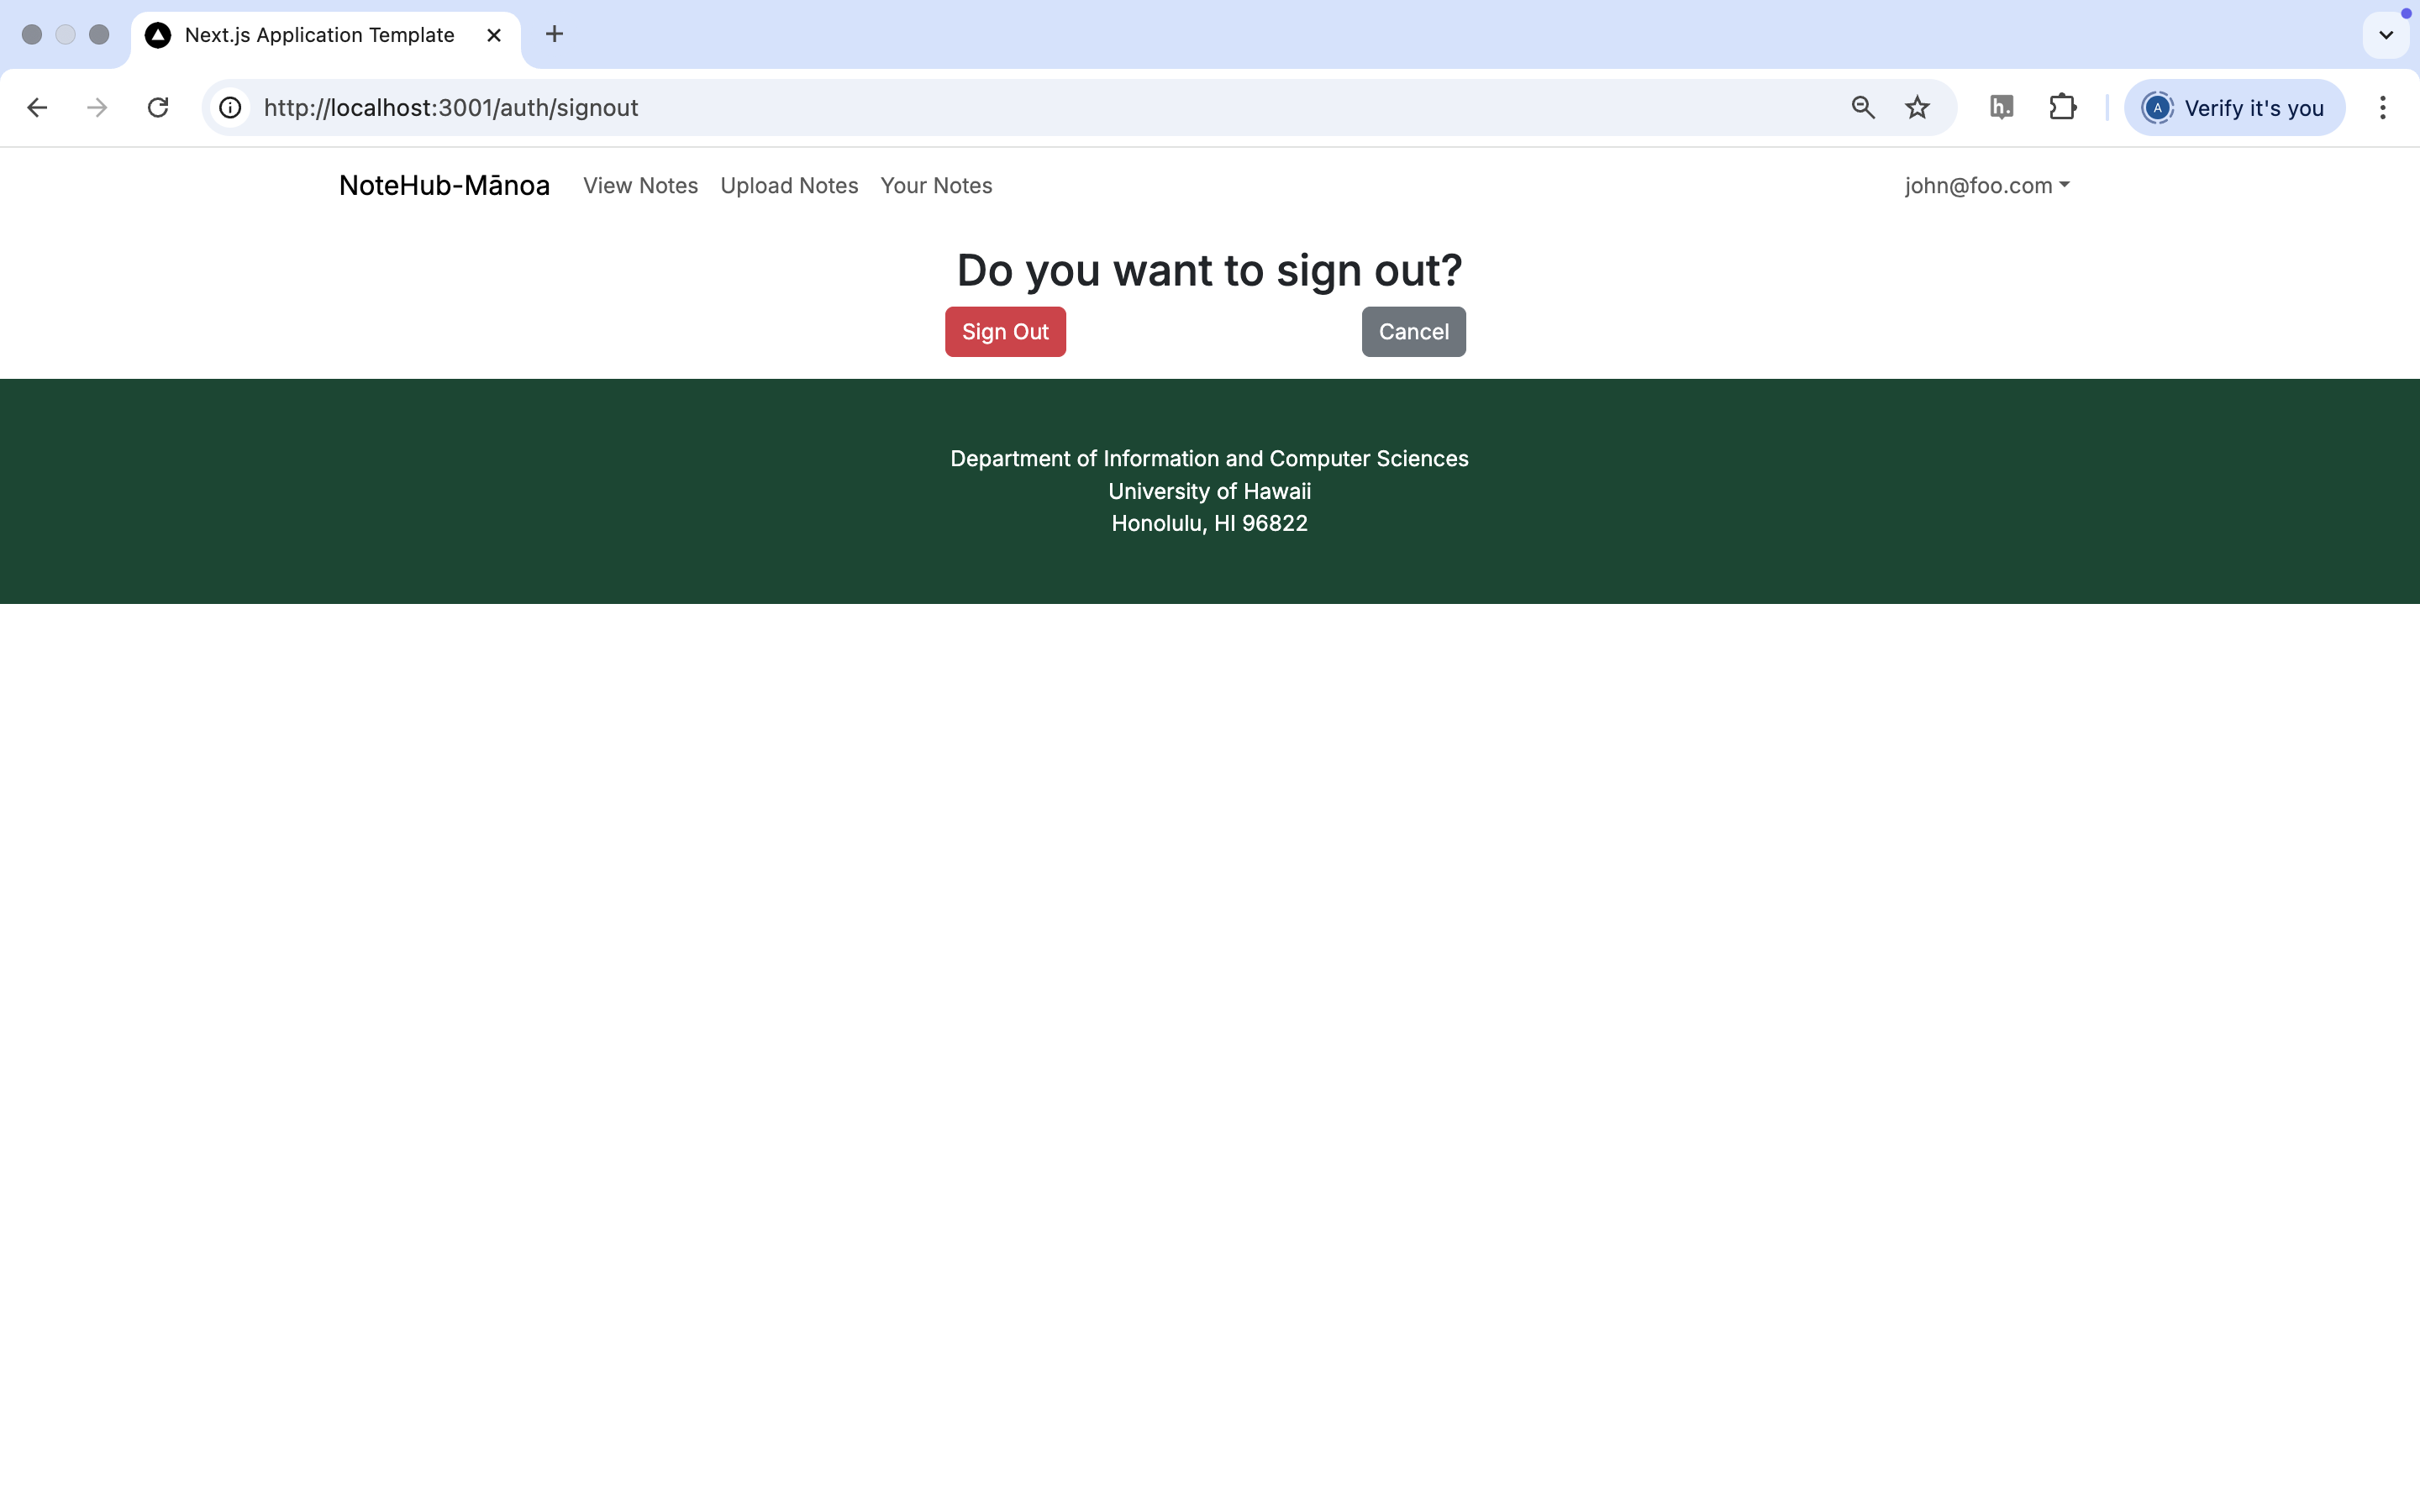 Next.js Application Template
http://localhost:3001/auth/signout
h.
A
Verify it's you
NoteHub-Mānoa
View Notes
Upload Notes
Your Notes
john@foo.com
Do you want to sign out?
Sign Out
Cancel
Department of Information and Computer Sciences
University of Hawaii
Honolulu, HI 96822